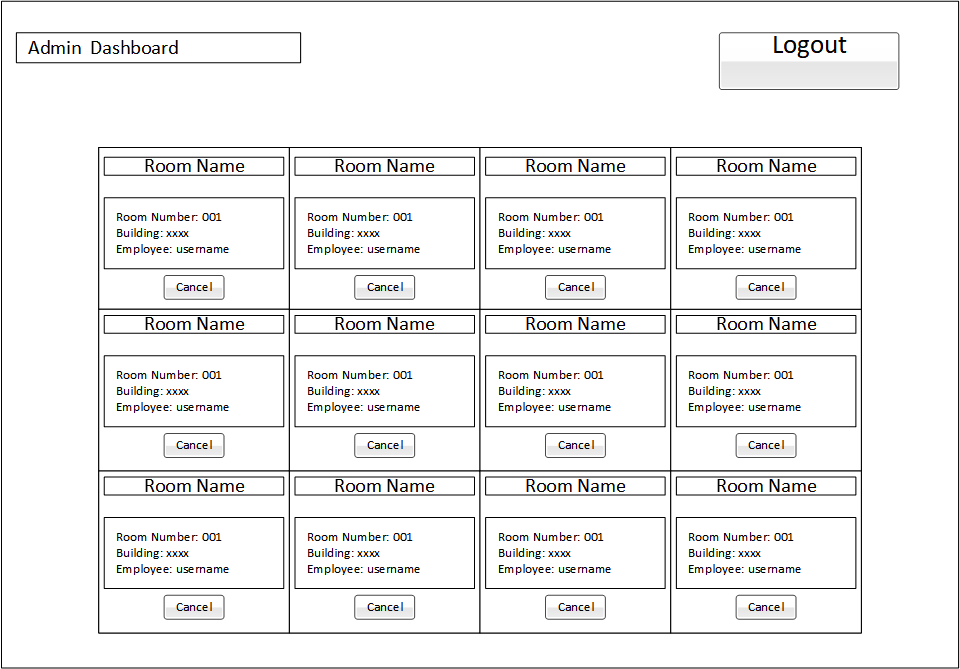 Admin Dashboard
Logout
Room Name
Room Number: 001
Building: xxxx
Employee: username
Cancel
Room Name
Room Number: 001
Building: xxxx
Employee: username
Cancel
Room Name
Room Number: 001
Building: xxxx
Employee: username
Cancel
Room Name
Room Number: 001
Building: xxxx
Employee: username
Cancel
Room Name
Room Number: 001
Building: xxxx
Employee: username
Cancel
Room Name
Room Number: 001
Building: xxxx
Employee: username
Cancel
Room Name
Room Number: 001
Building: xxxx
Employee: username
Cancel
Room Name
Room Number: 001
Building: xxxx
Employee: username
Cancel
Room Name
Room Number: 001
Building: xxxx
Employee: username
Cancel
Room Name
Room Number: 001
Building: xxxx
Employee: username
Cancel
Room Name
Room Number: 001
Building: xxxx
Employee: username
Cancel
Room Name
Room Number: 001
Building: xxxx
Employee: username
Cancel